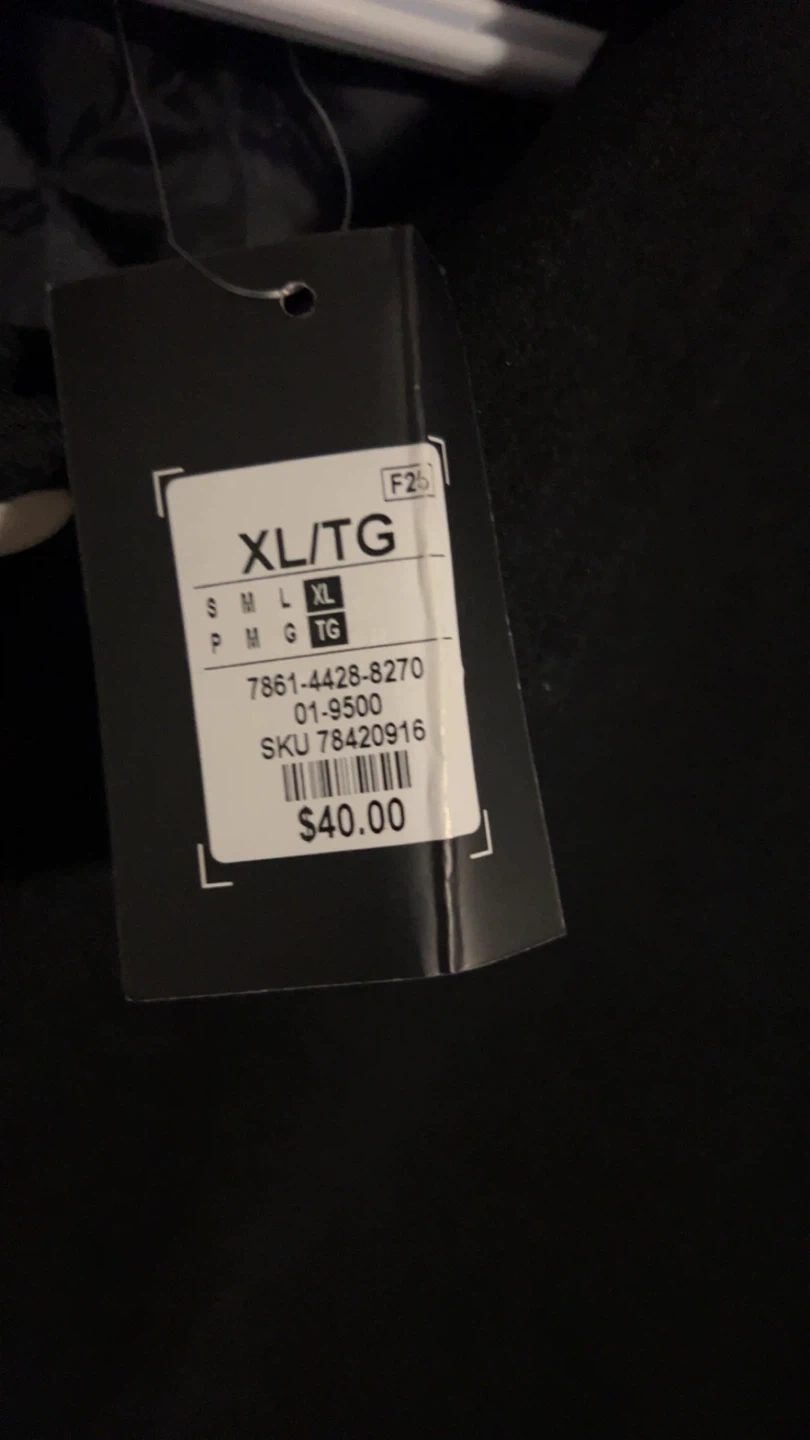 F25
XL/TG
S M L XL
P M G TG
7861-4428-8270
01-9500
SKU 78420916
$40.00